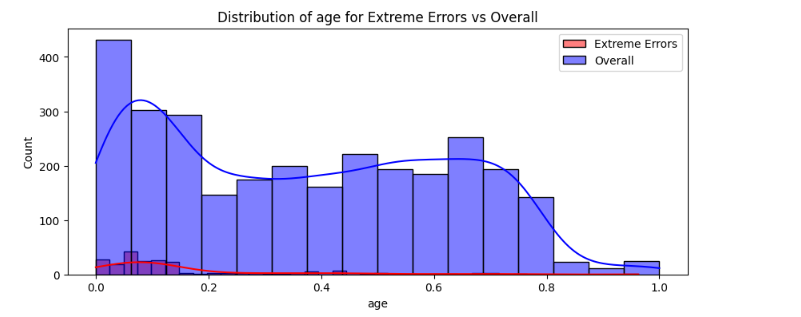 Distribution of age for Extreme Errors vs Overall
Extreme Errors
Overall
Count
400
300
200
100
0
0.0 0.2 0.4 0.6 0.8 1.0
age